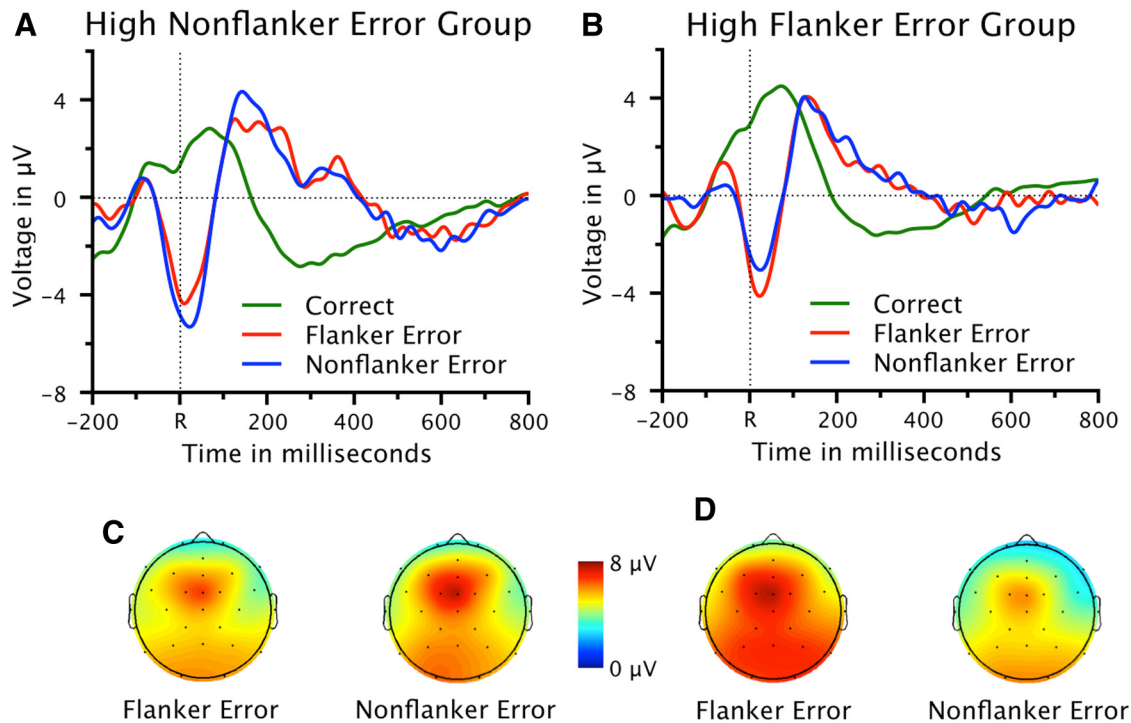 A High Nonflanker Error Group
4
0
−4
−8
Voltage in µV
Correct
Flanker Error
Nonflanker Error
−200 R 200 400 600 800
Time in milliseconds
B High Flanker Error Group
4
0
−4
−8
Voltage in µV
Correct
Flanker Error
Nonflanker Error
−200 R 200 400 600 800
Time in milliseconds
C
Flanker Error Nonflanker Error
8 µV
0 µV
D
Flanker Error Nonflanker Error